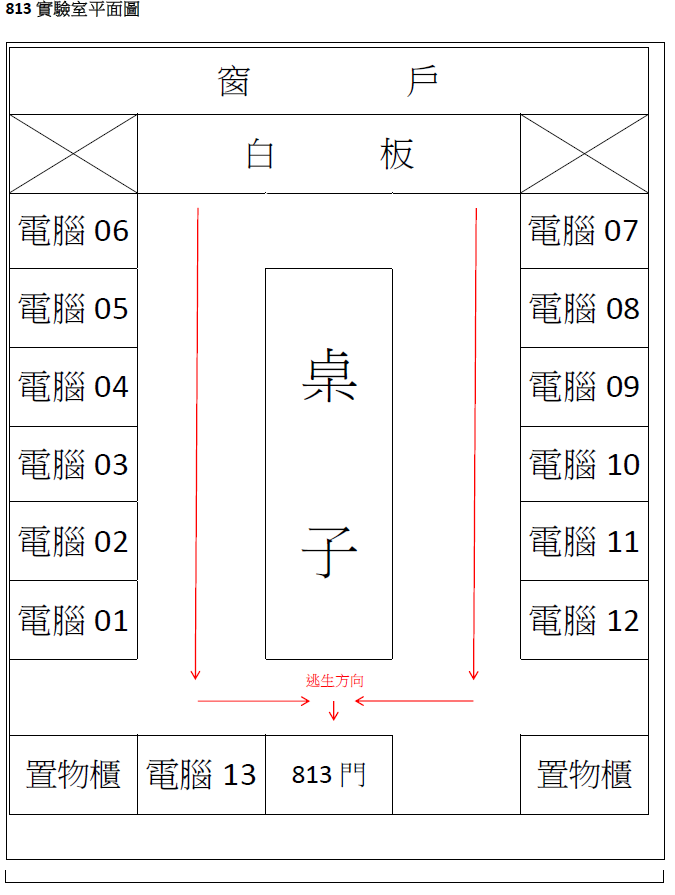 813 實驗室平面圖
窗 戶
白 板
電腦 06
電腦 07
電腦 05
電腦 08
桌
電腦 04
電腦 09
電腦 03
電腦 10
子
電腦 02
電腦 11
電腦 01
電腦 12
逃生方向
置物櫃
電腦 13
813 門
置物櫃